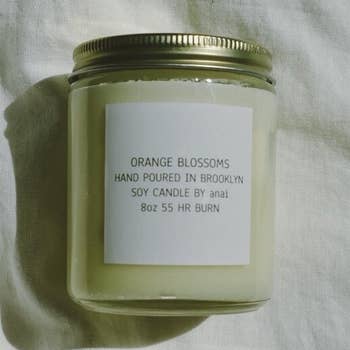 ORANGE BLOSSOMS
HAND POURED IN BROOKLYN
SOY CANDLE BY anai
8oz 55 HR BURN